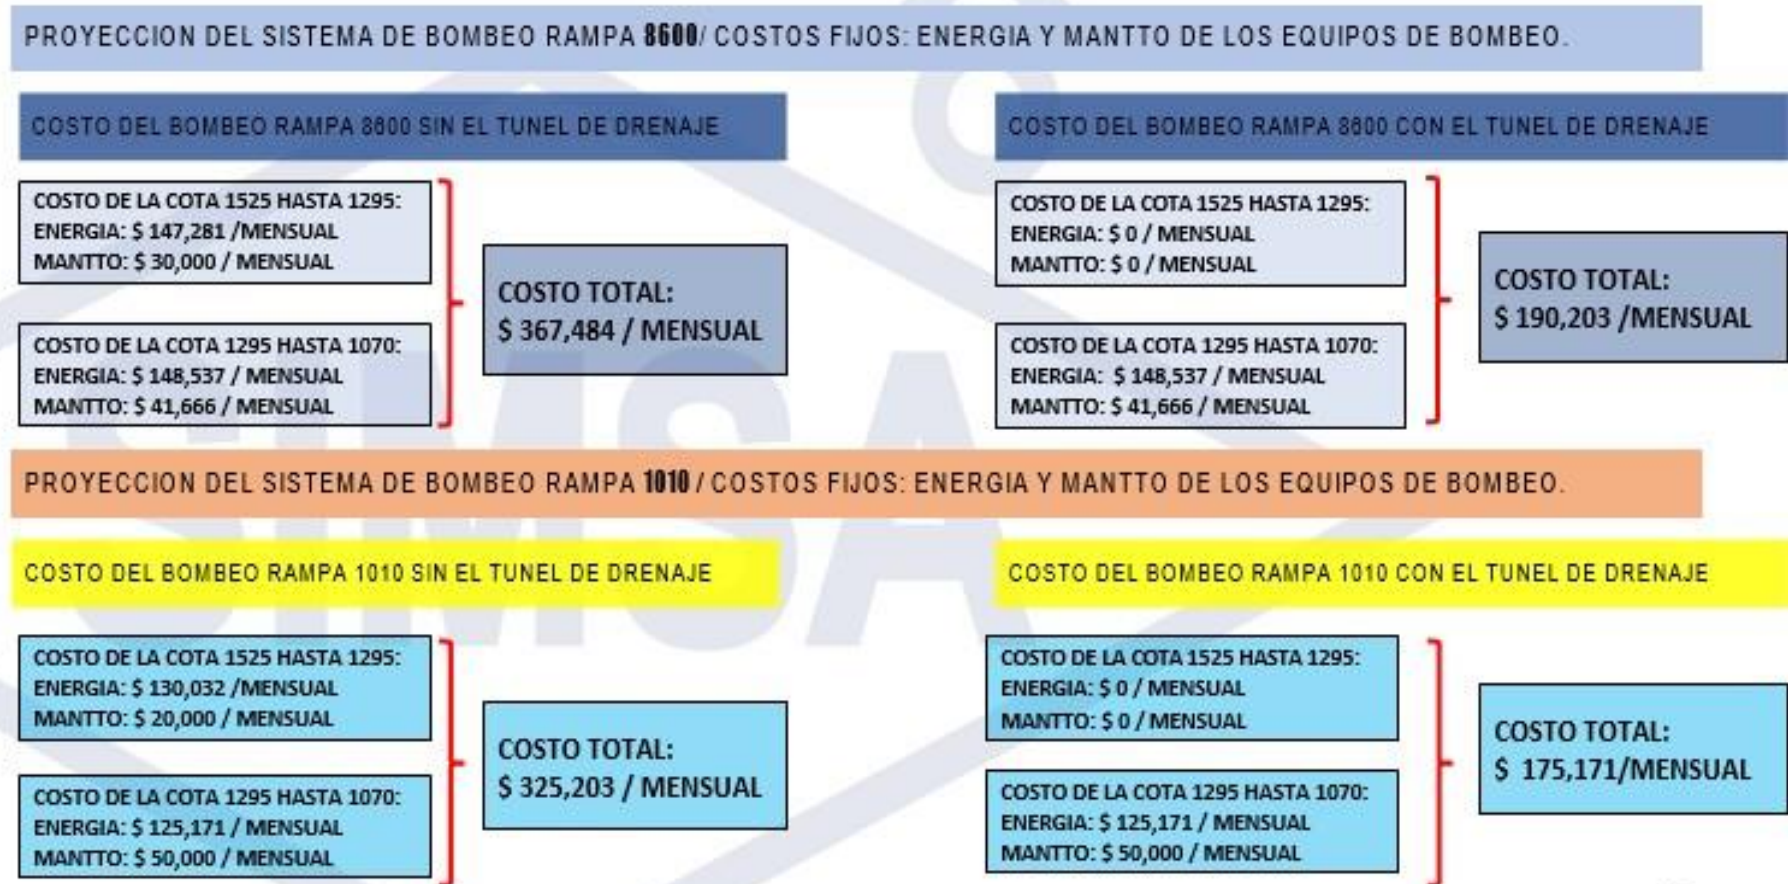 PROYECCION DEL SISTEMA DE BOMBEO RAMPA 8600/ COSTOS FIJOS: ENERGIA Y MANTTO DE LOS EQUIPOS DE BOMBEO.
COSTO DEL BOMBEO RAMPA 8600 SIN EL TUNEL DE DRENAJE
COSTO DE LA COTA 1525 HASTA 1295:
ENERGIA: $ 147,281 /MENSUAL
MANTTO: $ 30,000 / MENSUAL
COSTO DE LA COTA 1295 HASTA 1070:
ENERGIA: $ 148,537 / MENSUAL
MANTTO: $ 41,666 / MENSUAL
COSTO TOTAL:
$ 367,484 / MENSUAL
COSTO DEL BOMBEO RAMPA 8600 CON EL TUNEL DE DRENAJE
COSTO DE LA COTA 1525 HASTA 1295:
ENERGIA: $ 0 / MENSUAL
MANTTO: $ 0 / MENSUAL
COSTO DE LA COTA 1295 HASTA 1070:
ENERGIA: $ 148,537 / MENSUAL
MANTTO: $ 41,666 / MENSUAL
COSTO TOTAL:
$ 190,203 /MENSUAL
PROYECCION DEL SISTEMA DE BOMBEO RAMPA 1010 / COSTOS FIJOS: ENERGIA Y MANTTO DE LOS EQUIPOS DE BOMBEO.
COSTO DEL BOMBEO RAMPA 1010 SIN EL TUNEL DE DRENAJE
COSTO DE LA COTA 1525 HASTA 1295:
ENERGIA: $ 130,032 /MENSUAL
MANTTO: $ 20,000 / MENSUAL
COSTO DE LA COTA 1295 HASTA 1070:
ENERGIA: $ 125,171 / MENSUAL
MANTTO: $ 50,000 / MENSUAL
COSTO TOTAL:
$ 325,203 / MENSUAL
COSTO DEL BOMBEO RAMPA 1010 CON EL TUNEL DE DRENAJE
COSTO DE LA COTA 1525 HASTA 1295:
ENERGIA: $ 0 / MENSUAL
MANTTO: $ 0 / MENSUAL
COSTO DE LA COTA 1295 HASTA 1070:
ENERGIA: $ 125,171 / MENSUAL
MANTTO: $ 50,000 / MENSUAL
COSTO TOTAL:
$ 175,171/MENSUAL
SIMSA